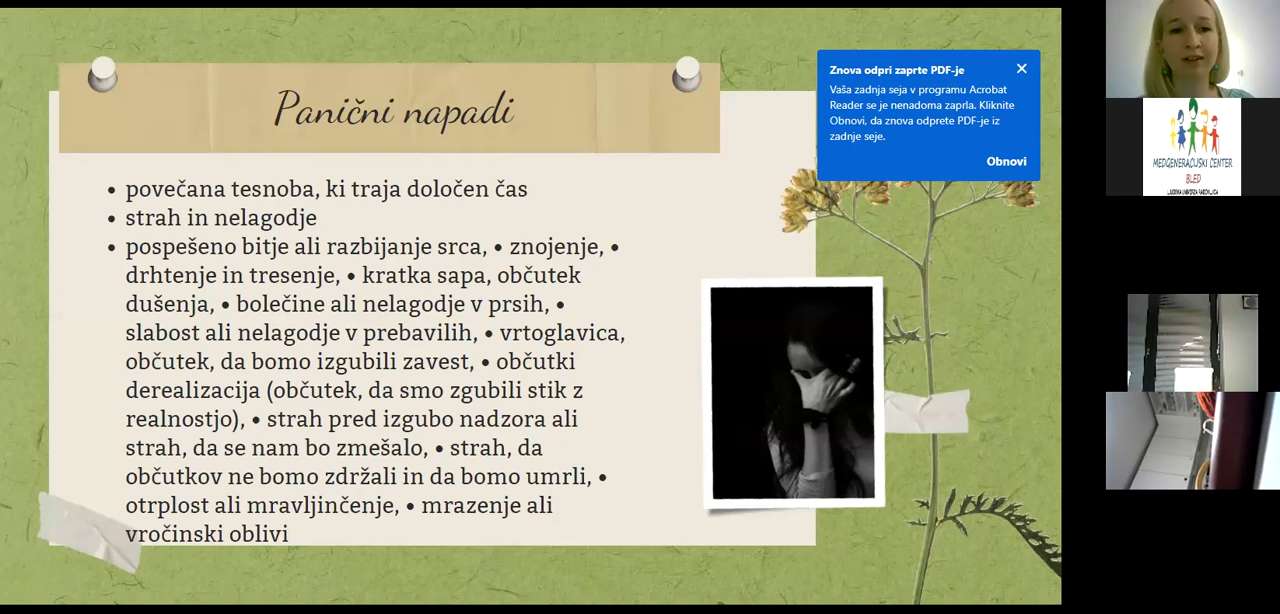 Panični napadi
• povečana tesnoba, ki traja določen čas
• strah in nelagodje
• pospešeno bitje ali razbijanje srca, • znojenje, •
drhtenje in tresenje, • kratka sapa, občutek
dušenja, • bolečine ali nelagodje v prsih, •
slabost ali nelagodje v prebavilih, • vrtoglavica,
občutek, da bomo izgubili zavest, • občutki
derealizacija (občutek, da smo zgubili stik z
realnostjo), • strah pred izgubo nadzora ali
strah, da se nam bo zmešalo, • strah, da
občutkov ne bomo zdržali in da bomo umrli, •
otrplost ali mravljinčenje, • mrazenje ali
vročinski oblivi
Znova odpri zaprte PDF-je
Vaša zadnja seja v programu Acrobat
Reader se je nenadoma zaprla. Kliknite
Obnovi, da znova odprete PDF-je iz
zadnje seje.
Obnovi
MEDGENERACIJSKI CENTER
BLED
LJUDSKA UNIVERZA RADOVLJICA